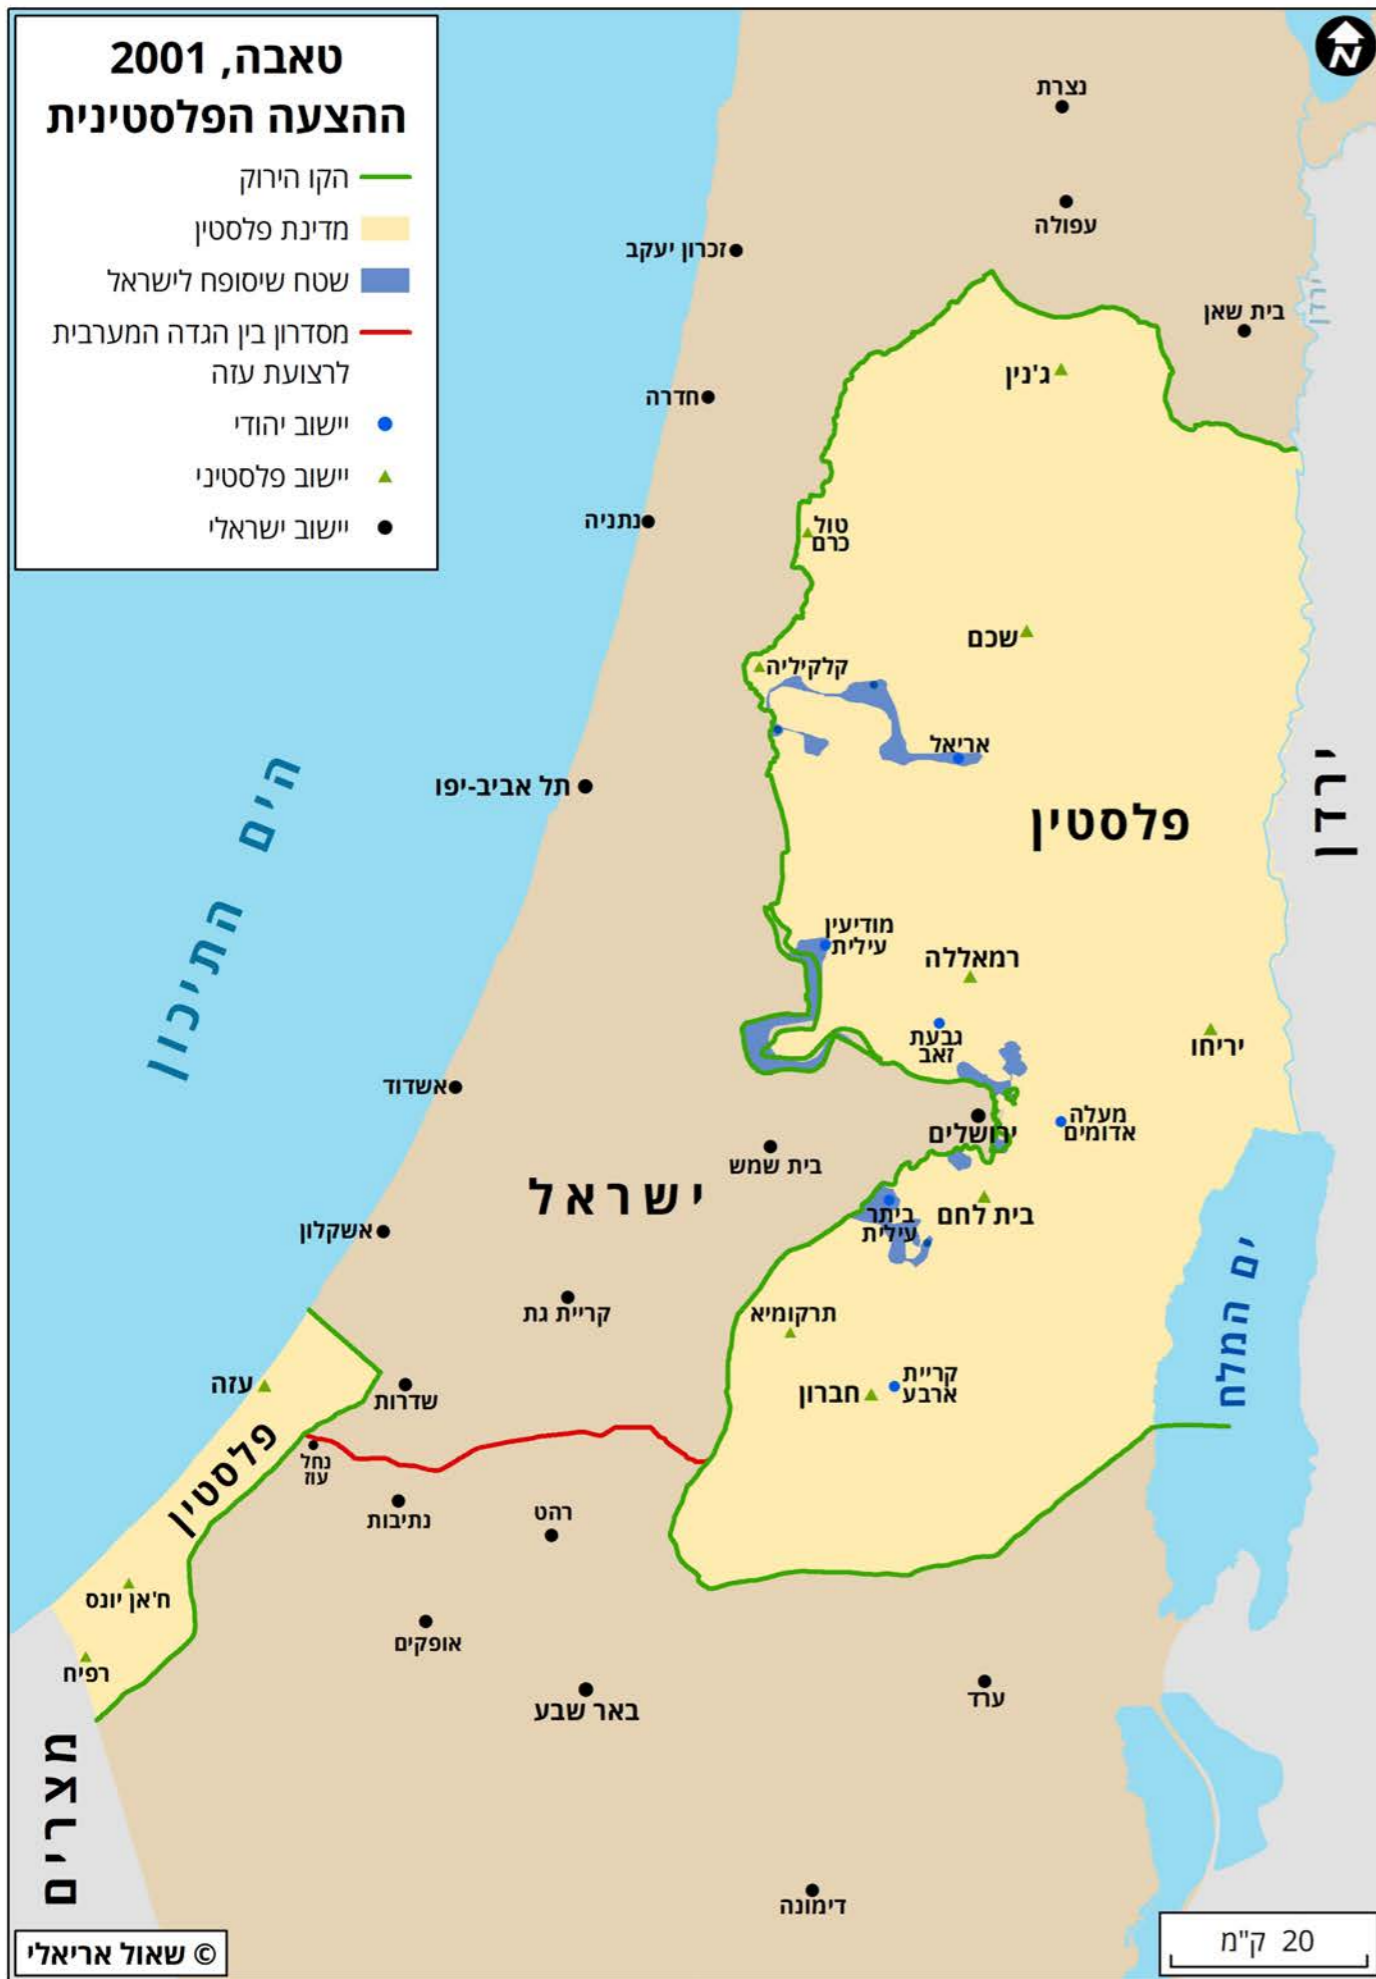 טאבה, 2001
ההצעה הפלסטינית
הקו הירוק
מדינת פלסטין
שטח שיסופח לישראל
מסדרון בין הגדה המערבית
לרצועת עזה
יישוב יהודי
יישוב פלסטיני
יישוב ישראלי
N
נצרת
עפולה
זכרון יעקב
בית שאן
ירדן
ג'נין
חדרה
נתניה
טול
כרם
שכם
קלקיליה
אריאל
תל אביב-יפו
פלסטין
ירדן
הים התיכון
מודיעין
עילית
רמאללה
גבעת
זאב
יריחו
אשדוד
מעלה
אדומים
ירושלים
בית שמש
ישראל
בית לחם
ביתר
עילית
אשקלון
ים המלח
קריית גת
תרקומיא
עזה
שדרות
קריית
ארבע
חברון
פלסטין
נחל
עוז
נתיבות
רהט
ח'אן יונס
אופקים
רפיח
באר שבע
ערד
מצרים
דימונה
20 ק"מ
© שאול אריאלי